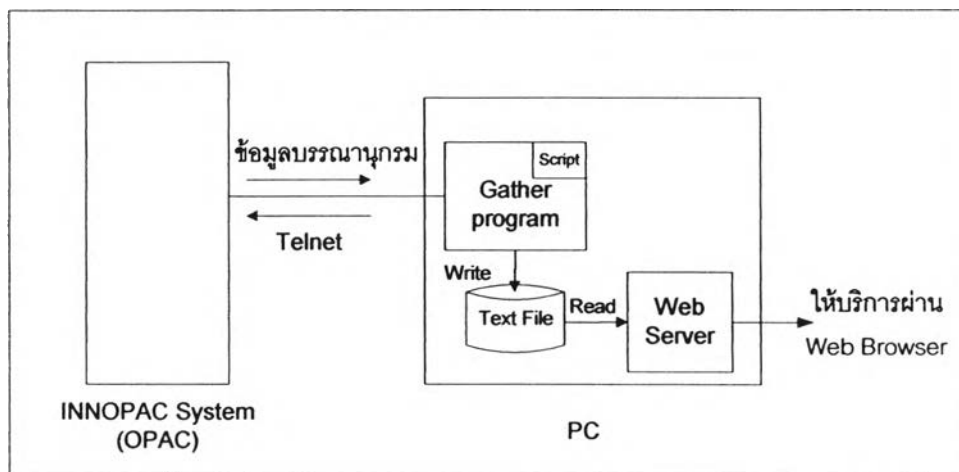 ข้อมูลบรรณานุกรม
Telnet
INNOPAC System
(OPAC)
Script
Gather
program
Write
Text File
Read
Web
Server
PC
ให้บริการผ่าน
Web Browser